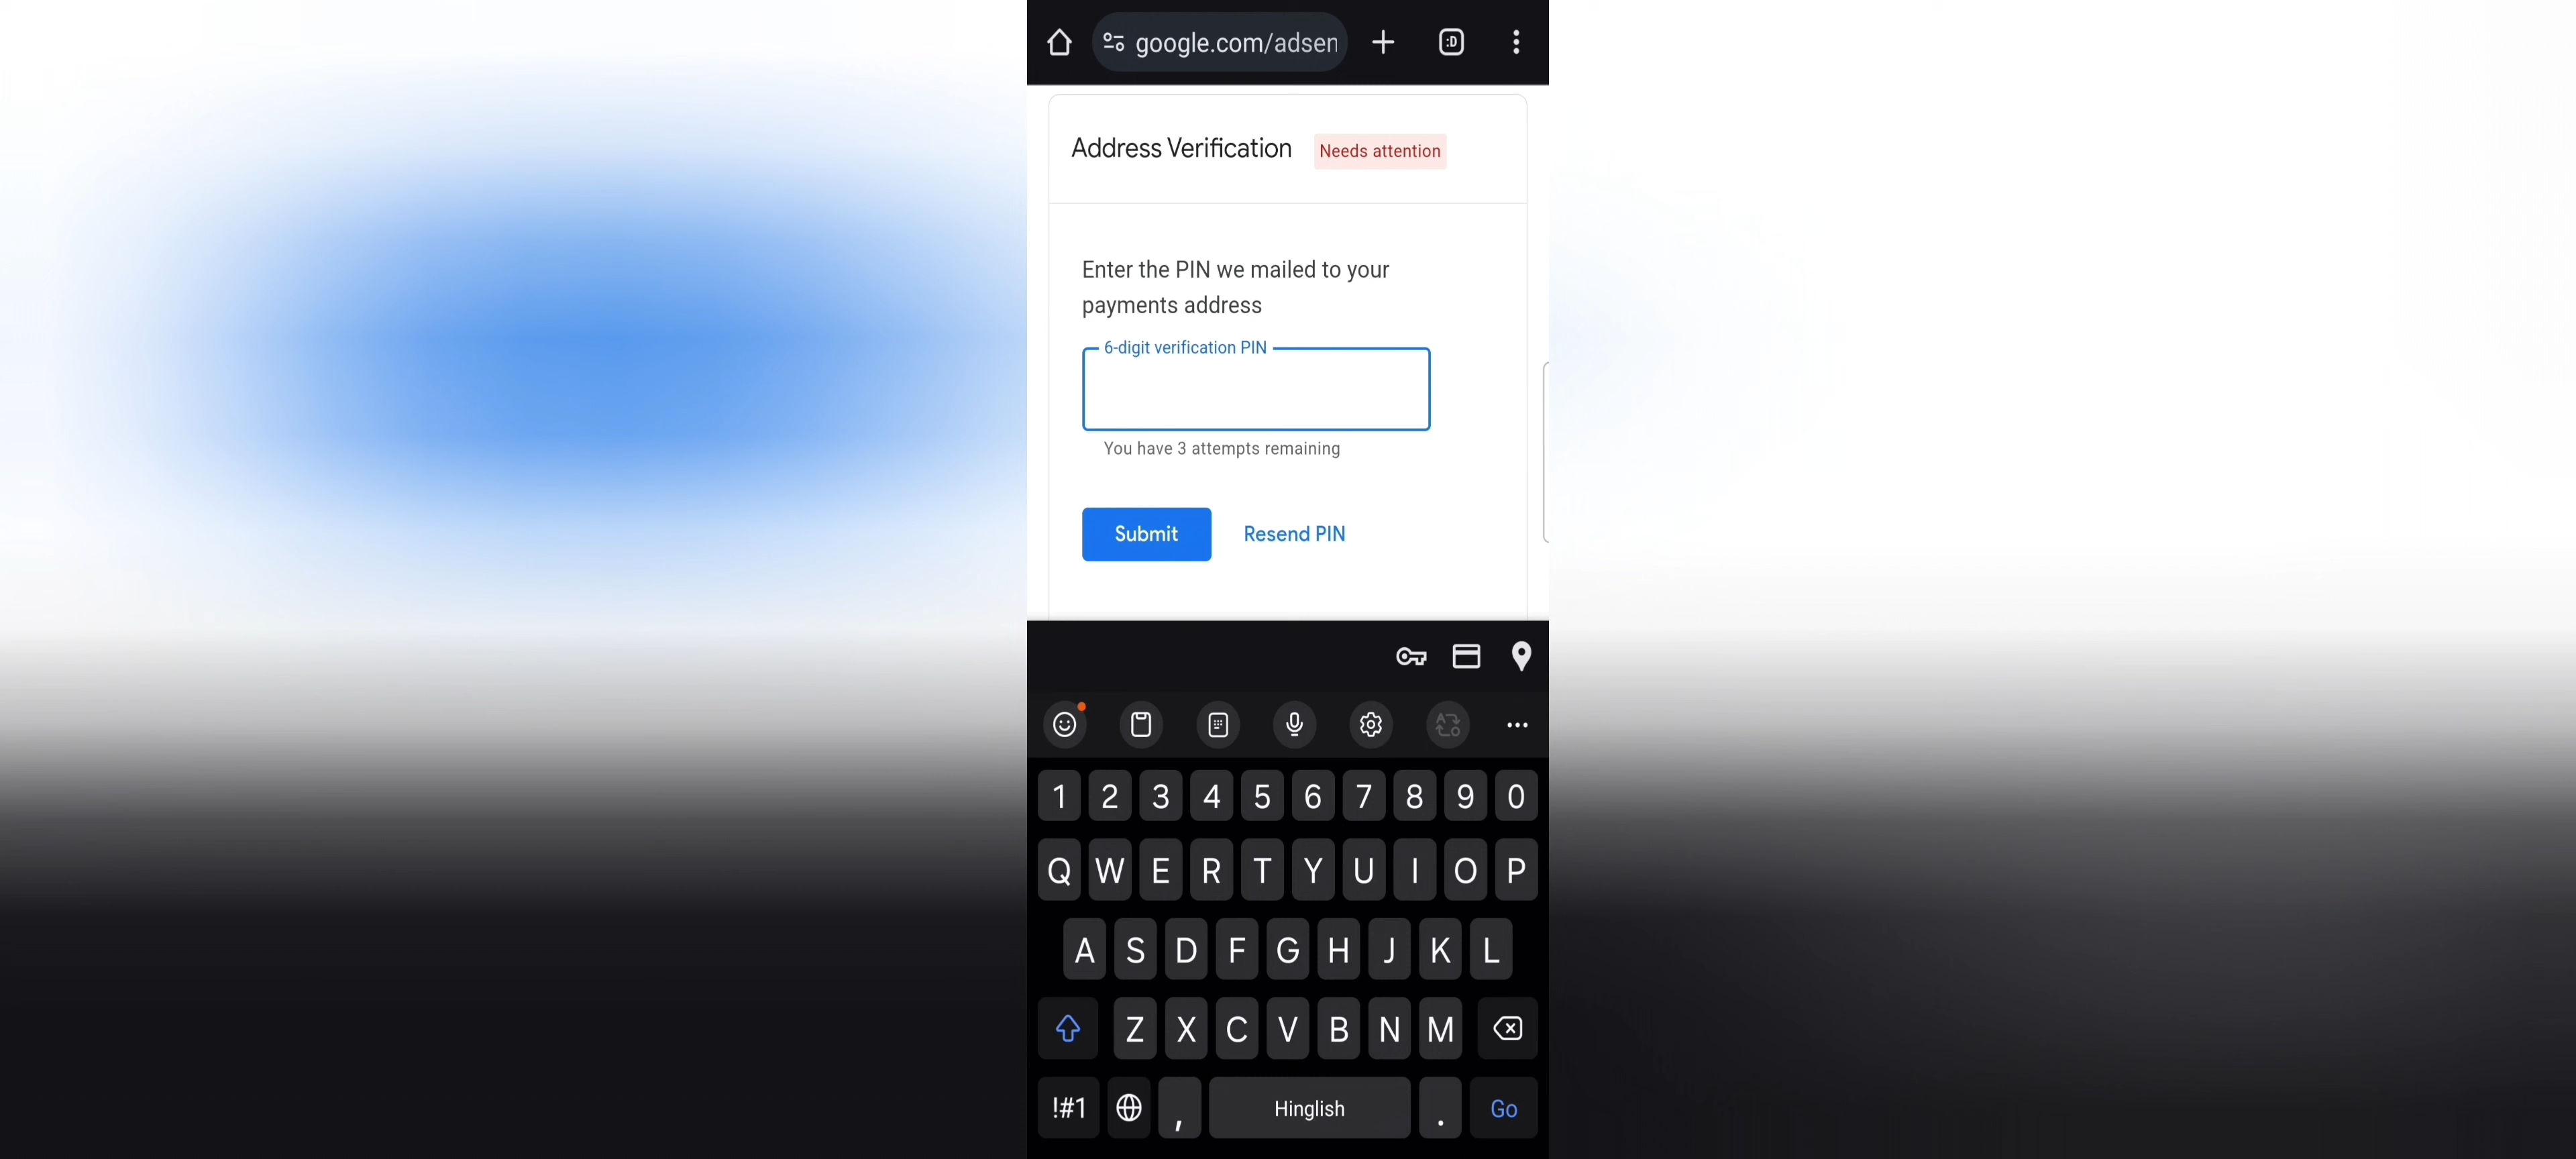 google.com/adsen
:D
Address Verification Needs attention
Enter the PIN we mailed to your
payments address
6-digit verification PIN
You have 3 attempts remaining
Submit Resend PIN
1 2 3 4 5 6 7 8 9 0
Q W E R T Y U I O P
A S D F G H J K L
Z X C V B N M
!#1 , Hinglish . Go